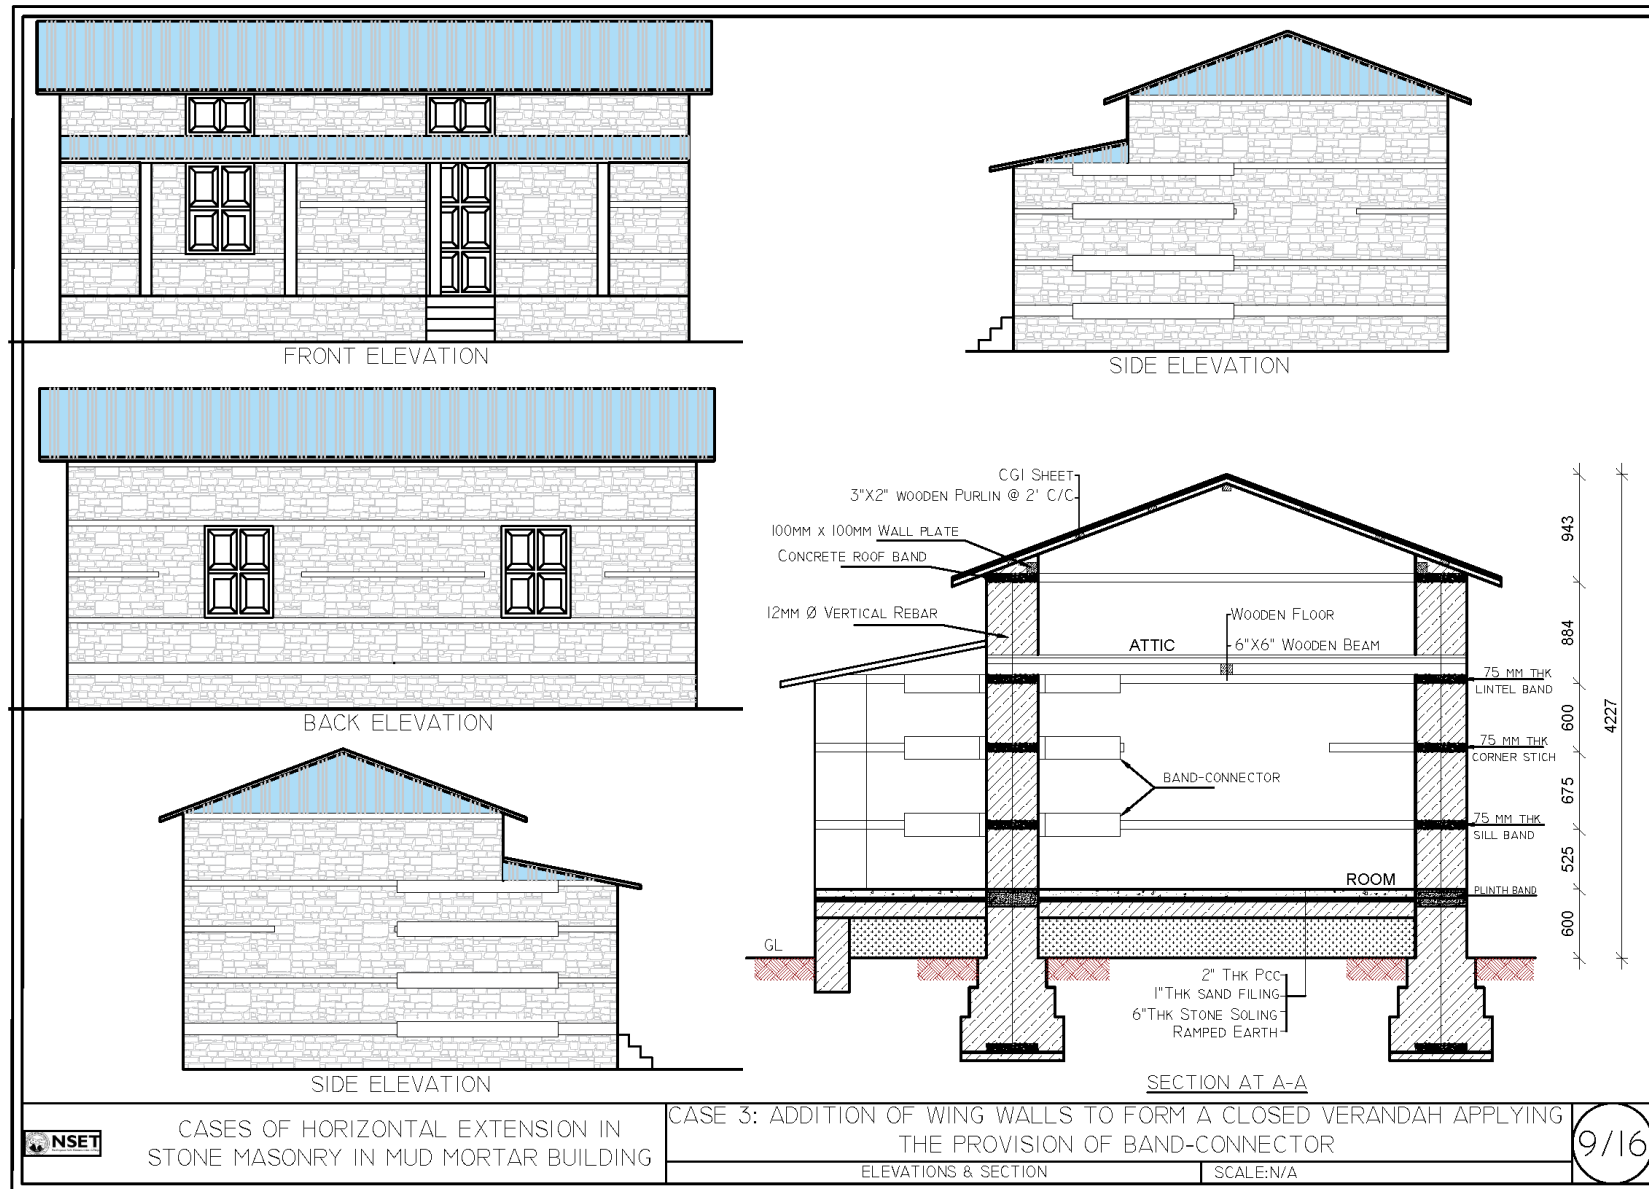 FRONT ELEVATION
SIDE ELEVATION
BACK ELEVATION
SIDE ELEVATION
CGI SHEET
3"X2" WOODEN PURLIN @ 2' C/C
100MM X 100MM WALL PLATE
CONCRETE ROOF BAND
12MM Ø VERTICAL REBAR
WOODEN FLOOR
ATTIC
6"X6" WOODEN BEAM
75 MM THK
LINTEL BAND
75 MM THK
CORNER STICH
BAND-CONNECTOR
75 MM THK
SILL BAND
ROOM
PLINTH BAND
GL
2" THK PCC
1"THK SAND FILING
6"THK STONE SOLING
RAMPED EARTH
943
884
600
675
525
600
4227
SECTION AT A-A
NSET
CASES OF HORIZONTAL EXTENSION IN
STONE MASONRY IN MUD MORTAR BUILDING
CASE 3: ADDITION OF WING WALLS TO FORM A CLOSED VERANDAH APPLYING
THE PROVISION OF BAND-CONNECTOR
ELEVATIONS & SECTION
SCALE:N/A
9/16